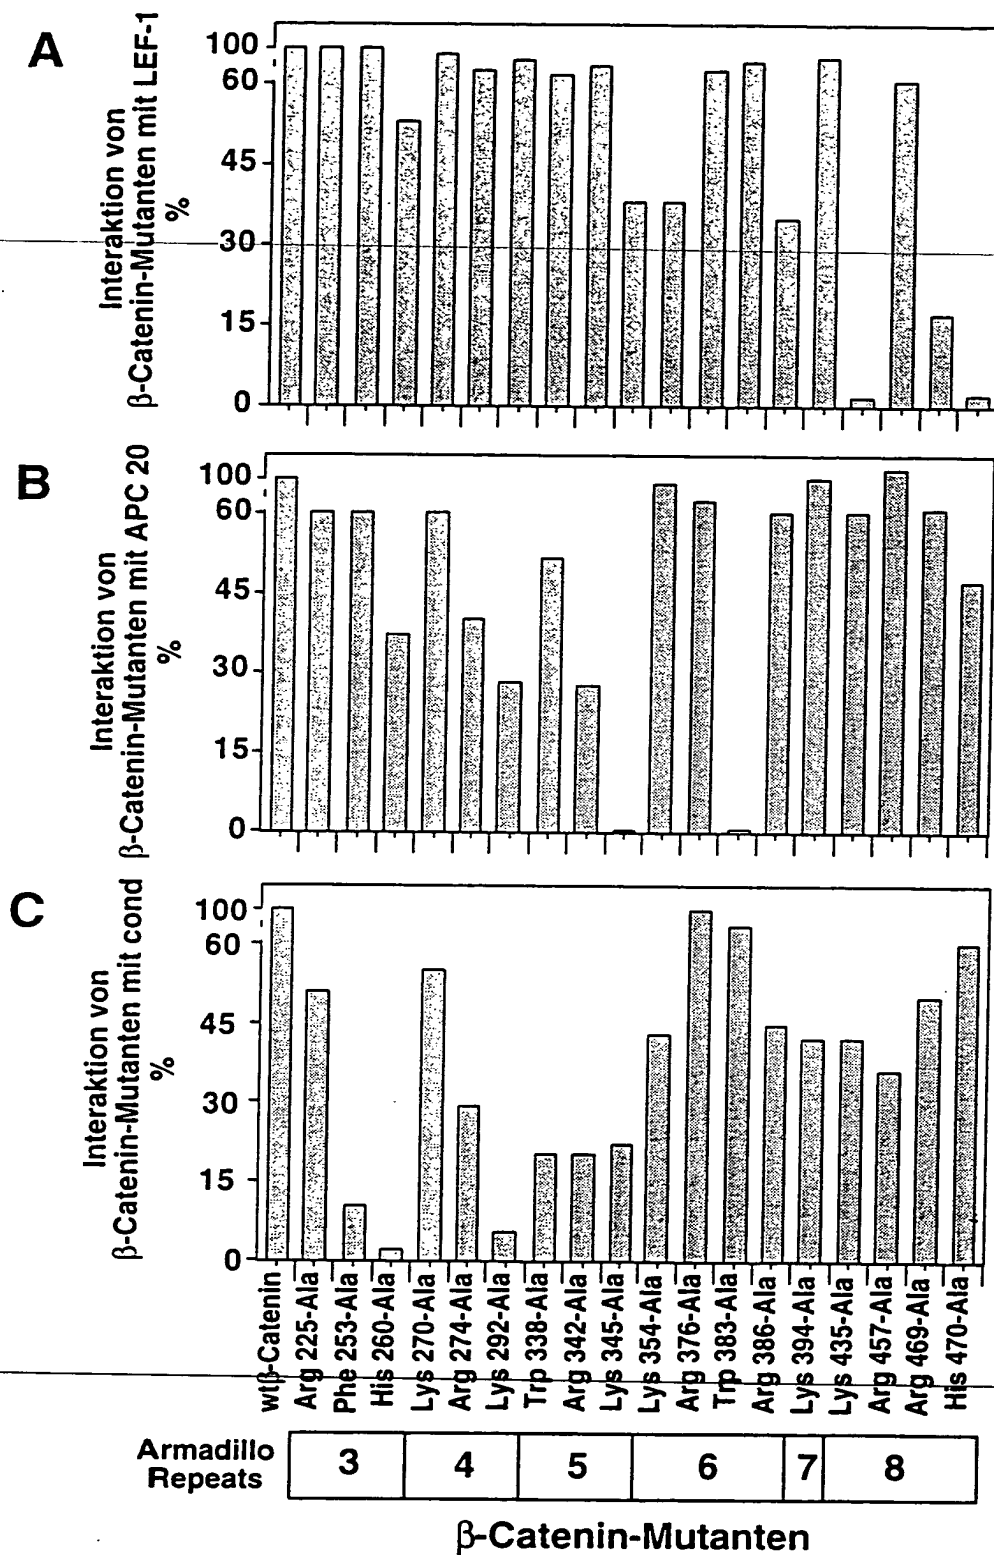 A
Interaktion von
β-Catenin-Mutanten mit LEF-1
%
100
60
45
30
15
0
B
Interaktion von
β-Catenin-Mutanten mit APC 20
%
100
60
45
30
15
0
C
Interaktion von
β-Catenin-Mutanten mit cond
%
100
60
45
30
15
0
wtβ-Catenin
Arg 225-Ala
Phe 253-Ala
His 260-Ala
Lys 270-Ala
Arg 274-Ala
Lys 292-Ala
Trp 338-Ala
Arg 342-Ala
Lys 345-Ala
Lys 354-Ala
Arg 376-Ala
Trp 383-Ala
Arg 386-Ala
Lys 394-Ala
Lys 435-Ala
Arg 457-Ala
Arg 469-Ala
His 470-Ala
Armadillo
Repeats
3 4 5 6 7 8
β-Catenin-Mutanten